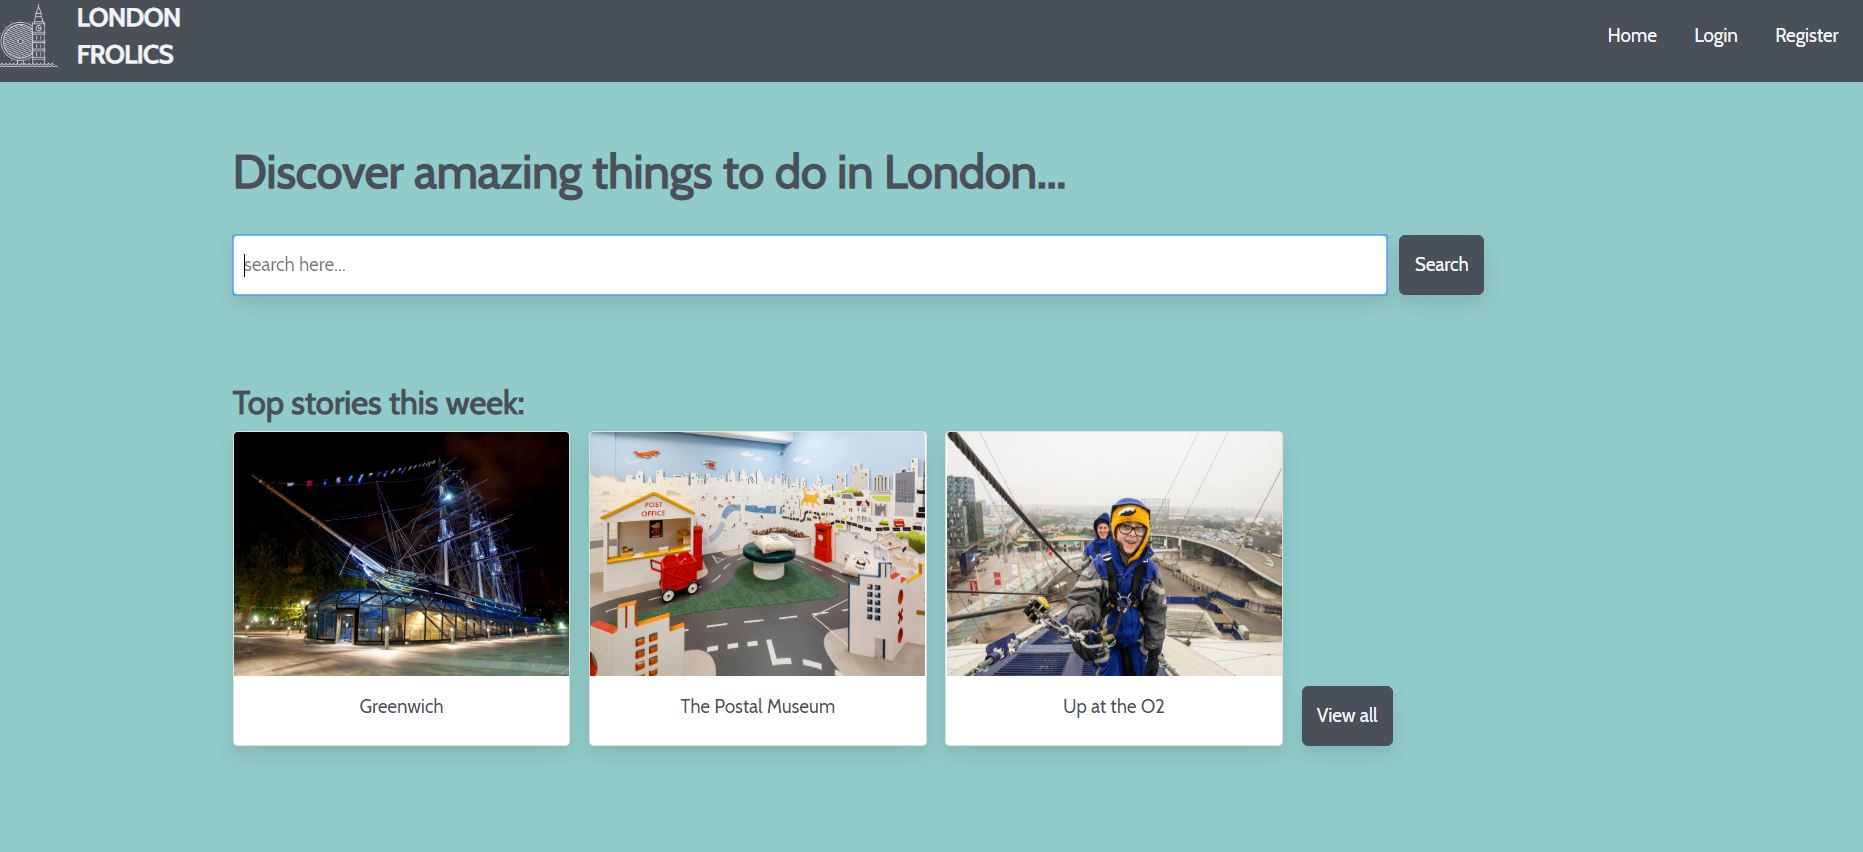 LONDON
FROLICS
Home Login Register
Discover amazing things to do in London...
search here...
Search
Top stories this week:
POST
OFFICE
Greenwich
The Postal Museum
Up at the O2
View all